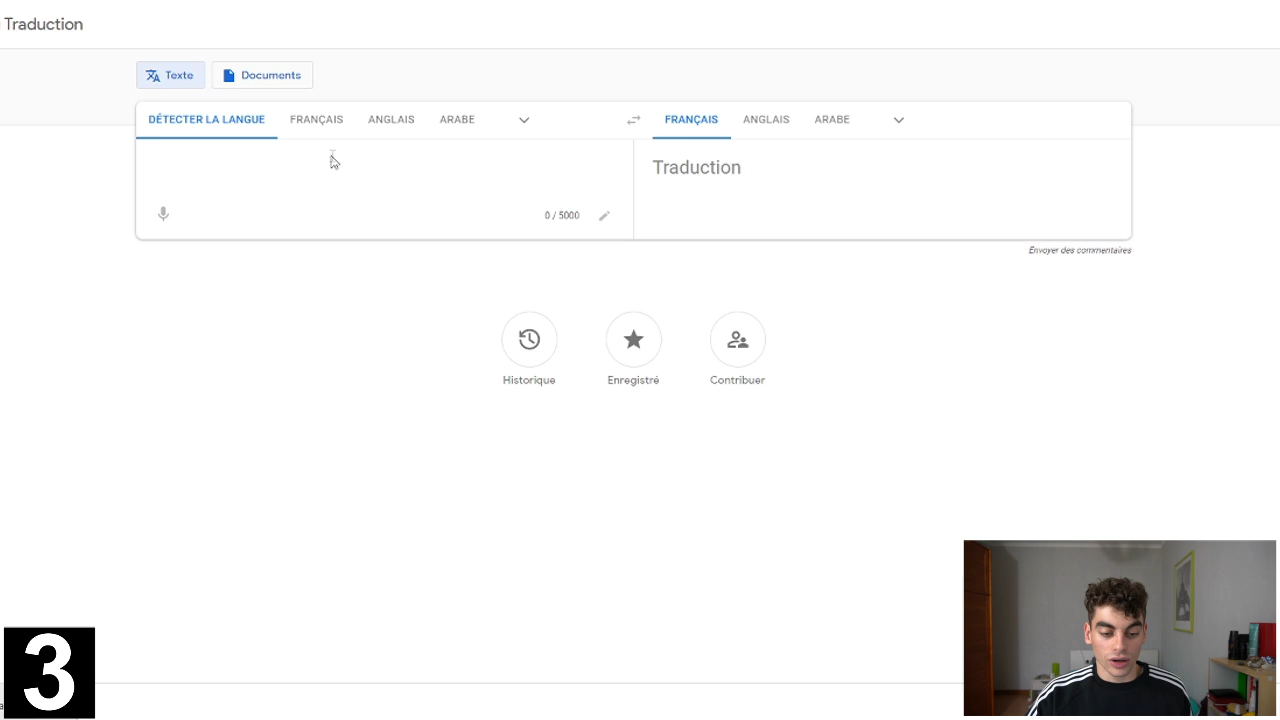 Traduction
Texte Documents
DÉTECTER LA LANGUE FRANÇAIS ANGLAIS ARABE FRANÇAIS ANGLAIS ARABE
Traduction
0 / 5000
Envoyer des commentaires
Historique Enregistré Contribuer
3